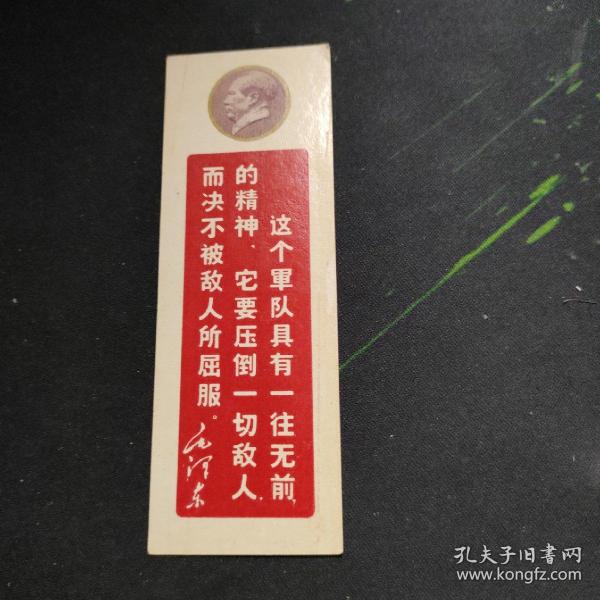 这个軍队具有一往无前
的精神、它要压倒一切敌人、
而决不被敌人所屈服。
毛泽东
孔夫子旧書网
www.kongfz.com